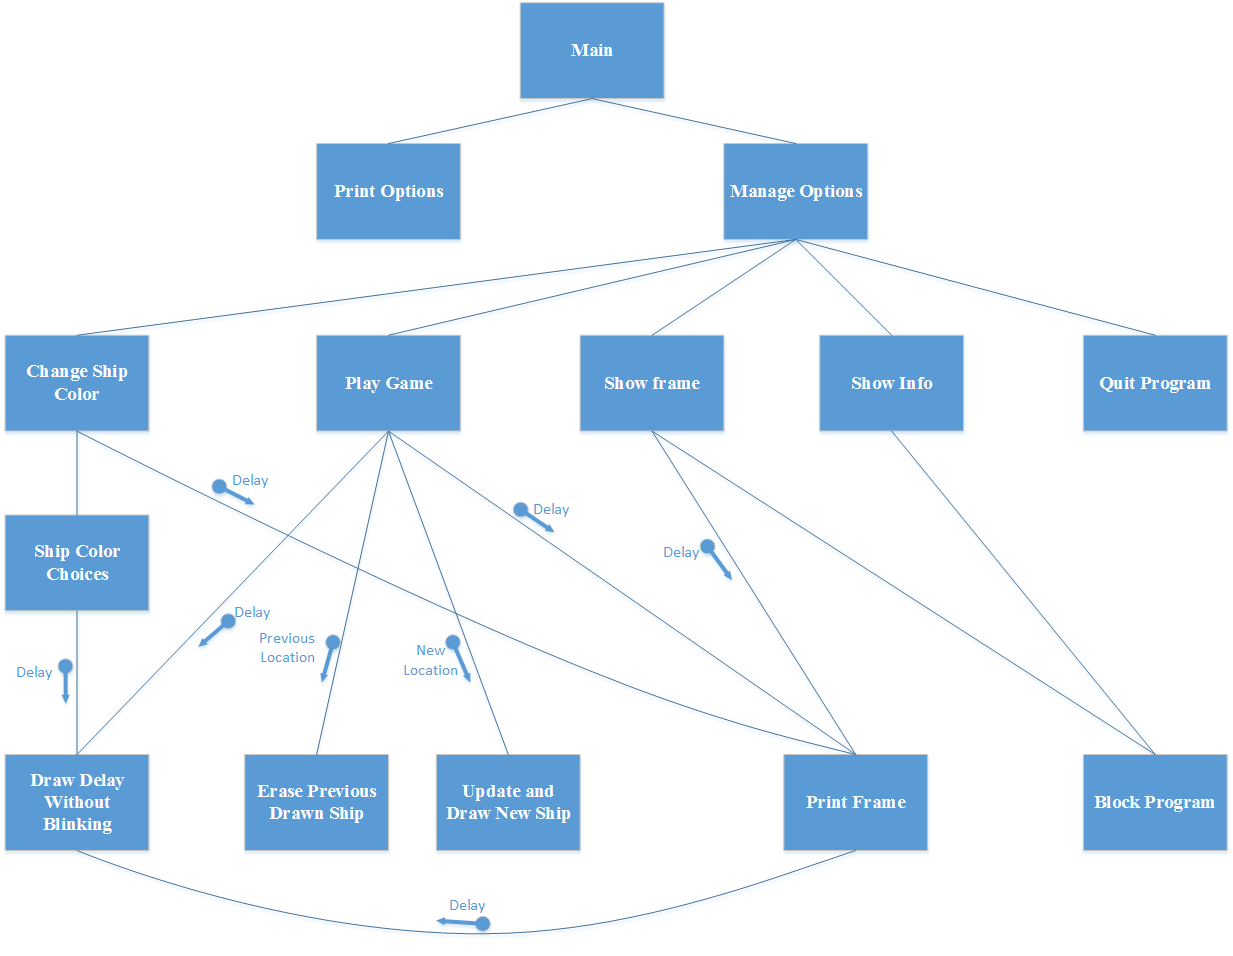 Main
Print Options
Manage Options
Change Ship
Color
Play Game
Show frame
Show Info
Quit Program
Delay
Delay
Delay
Ship Color
Choices
Delay
Previous
Location
New
Location
Delay
Draw Delay
Without
Blinking
Erase Previous
Drawn Ship
Update and
Draw New Ship
Print Frame
Block Program
Delay